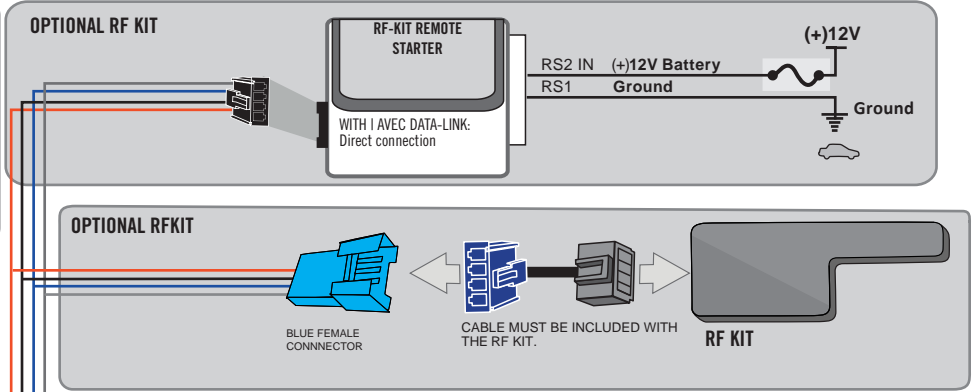 OPTIONAL RF KIT
RF-KIT REMOTE
STARTER
WITH I AVEC DATA-LINK:
Direct connection
RS2 IN (+)12V Battery
RS1 Ground
(+)12V
Ground
OPTIONAL RFKIT
BLUE FEMALE
CONNNECTOR
CABLE MUST BE INCLUDED WITH
THE RF KIT.
RF KIT